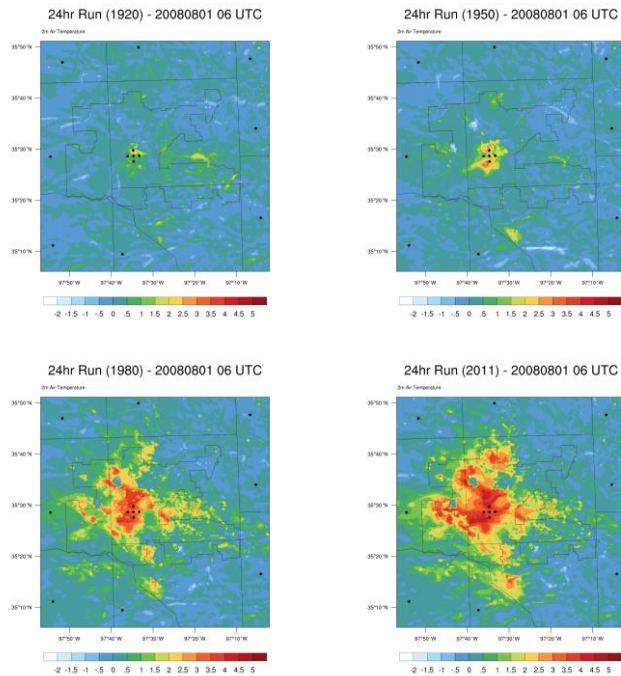 24hr Run (1920) - 20080801 06 UTC
2m Air Temperature
35°50' N
35°40' N
35°30' N
35°20' N
35°10' N
97°50'W 97°40'W 97°30'W 97°20'W 97°10'W
-2 -1.5 -1 -.5 0 .5 1 1.5 2 2.5 3 3.5 4 4.5 5
24hr Run (1950) - 20080801 06 UTC
2m Air Temperature
35°50' N
35°40' N
35°30' N
35°20' N
35°10' N
97°50'W 97°40'W 97°30'W 97°20'W 97°10'W
-2 -1.5 -1 -.5 0 .5 1 1.5 2 2.5 3 3.5 4 4.5 5
24hr Run (1980) - 20080801 06 UTC
2m Air Temperature
35°50' N
35°40' N
35°30' N
35°20' N
35°10' N
97°50'W 97°40'W 97°30'W 97°20'W 97°10'W
-2 -1.5 -1 -.5 0 .5 1 1.5 2 2.5 3 3.5 4 4.5 5
24hr Run (2011) - 20080801 06 UTC
2m Air Temperature
35°50' N
35°40' N
35°30' N
35°20' N
35°10' N
97°50'W 97°40'W 97°30'W 97°20'W 97°10'W
-2 -1.5 -1 -.5 0 .5 1 1.5 2 2.5 3 3.5 4 4.5 5